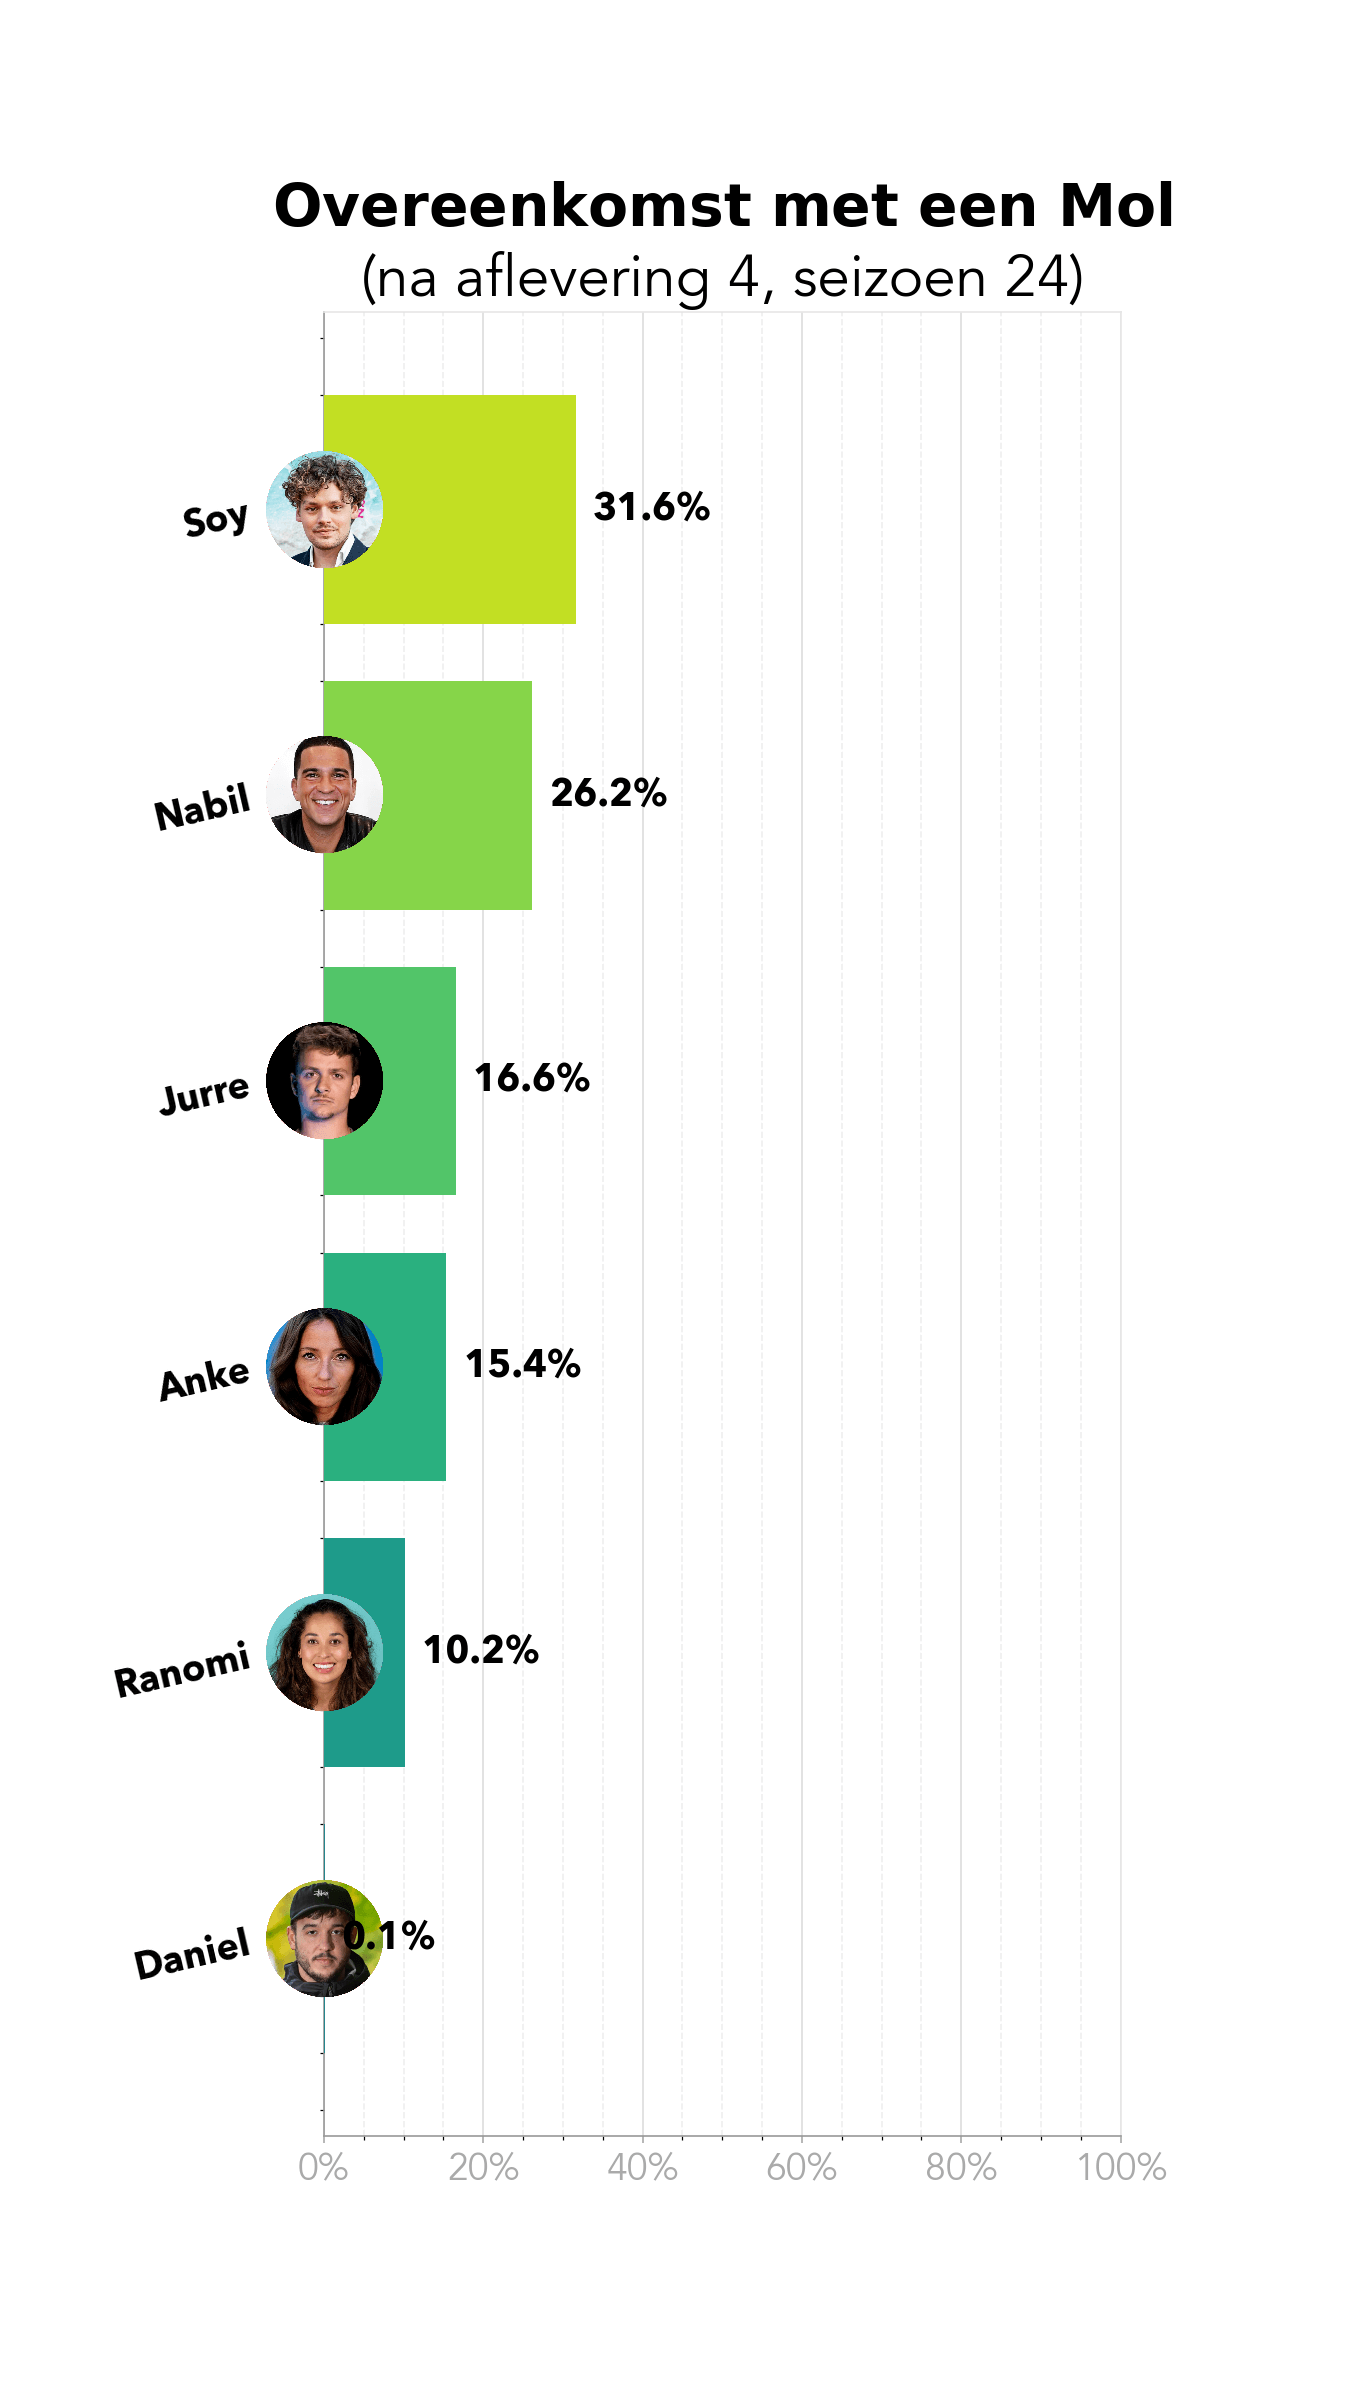 Overeenkomst met een Mol
(na aflevering 4, seizoen 24)
Soy
31.6%
Nabil
26.2%
Jurre
16.6%
Anke
15.4%
Ranomi
10.2%
Daniel
0.1%
0% 20% 40% 60% 80% 100%